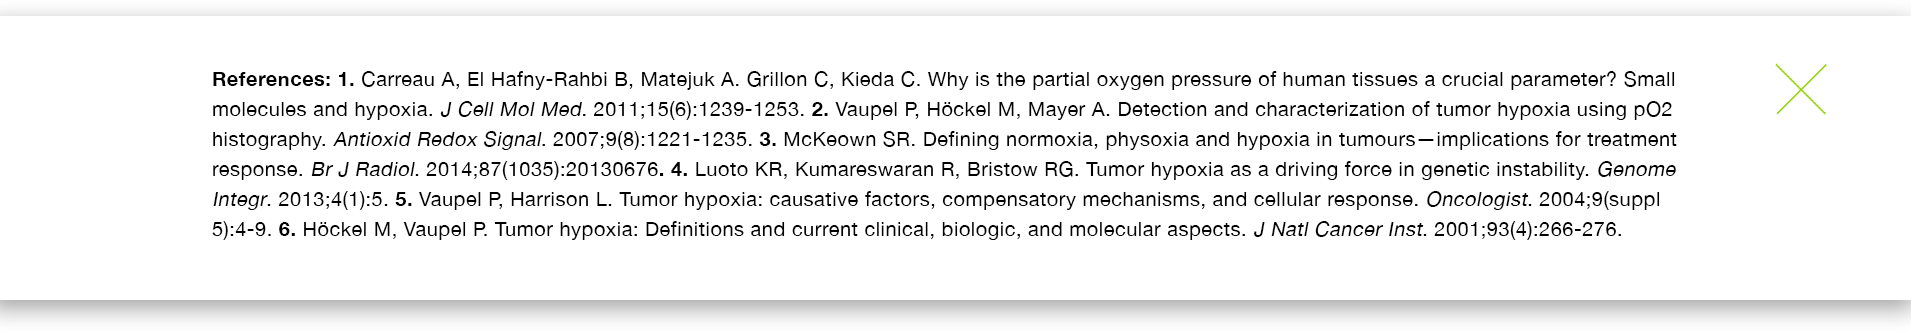 References: 1. Carreau A, El Hafny-Rahbi B, Matejuk A. Grillon C, Kieda C. Why is the partial oxygen pressure of human tissues a crucial parameter? Small
molecules and hypoxia. J Cell Mol Med. 2011;15(6):1239-1253. 2. Vaupel P, Höckel M, Mayer A. Detection and characterization of tumor hypoxia using pO2
histography. Antioxid Redox Signal. 2007;9(8):1221-1235. 3. McKeown SR. Defining normoxia, physoxia and hypoxia in tumours—implications for treatment
response. Br J Radiol. 2014;87(1035):20130676. 4. Luoto KR, Kumareswaran R, Bristow RG. Tumor hypoxia as a driving force in genetic instability. Genome
Integr. 2013;4(1):5. 5. Vaupel P, Harrison L. Tumor hypoxia: causative factors, compensatory mechanisms, and cellular response. Oncologist. 2004;9(suppl
5):4-9. 6. Höckel M, Vaupel P. Tumor hypoxia: Definitions and current clinical, biologic, and molecular aspects. J Natl Cancer Inst. 2001;93(4):266-276.